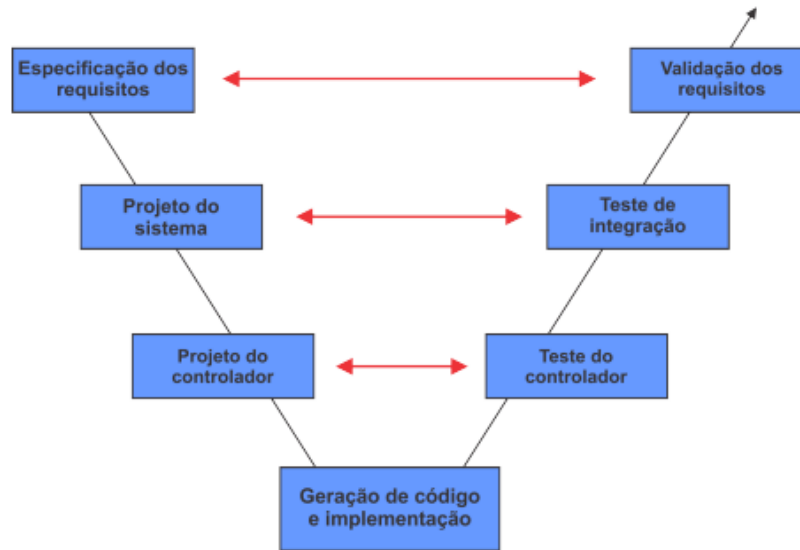 Especificação dos
requisitos
Validação dos
requisitos
Projeto do
sistema
Teste de
integração
Projeto do
controlador
Teste do
controlador
Geração de código
e implementação